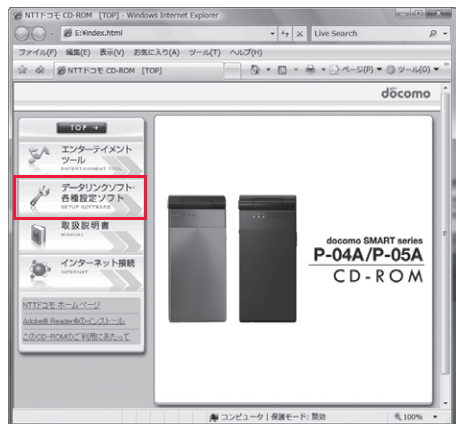 NTTドコモ CD-ROM [TOP] - Windows Internet Explorer
E:¥index.html
Live Search
ファイル(F) 編集(E) 表示(V) お気に入り(A) ツール(T) ヘルプ(H)
NTTドコモ CD-ROM [TOP]
ページ(P) ツール(O)
döcomo
TOP
エンターテイメント
ツール
ENTERTAINMENT TOOL
データリンクソフト・
各種設定ソフト
SETUP SOFTWARE
取扱説明書
MANUAL
インターネット接続
INTERNET
NTTドコモ ホームページ
Adobe® Reader®のインストール
このCD-ROMのご利用にあたって
docomo SMART series
P-04A/P-05A
CD-ROM
コンピュータ | 保護モード: 無効
100%